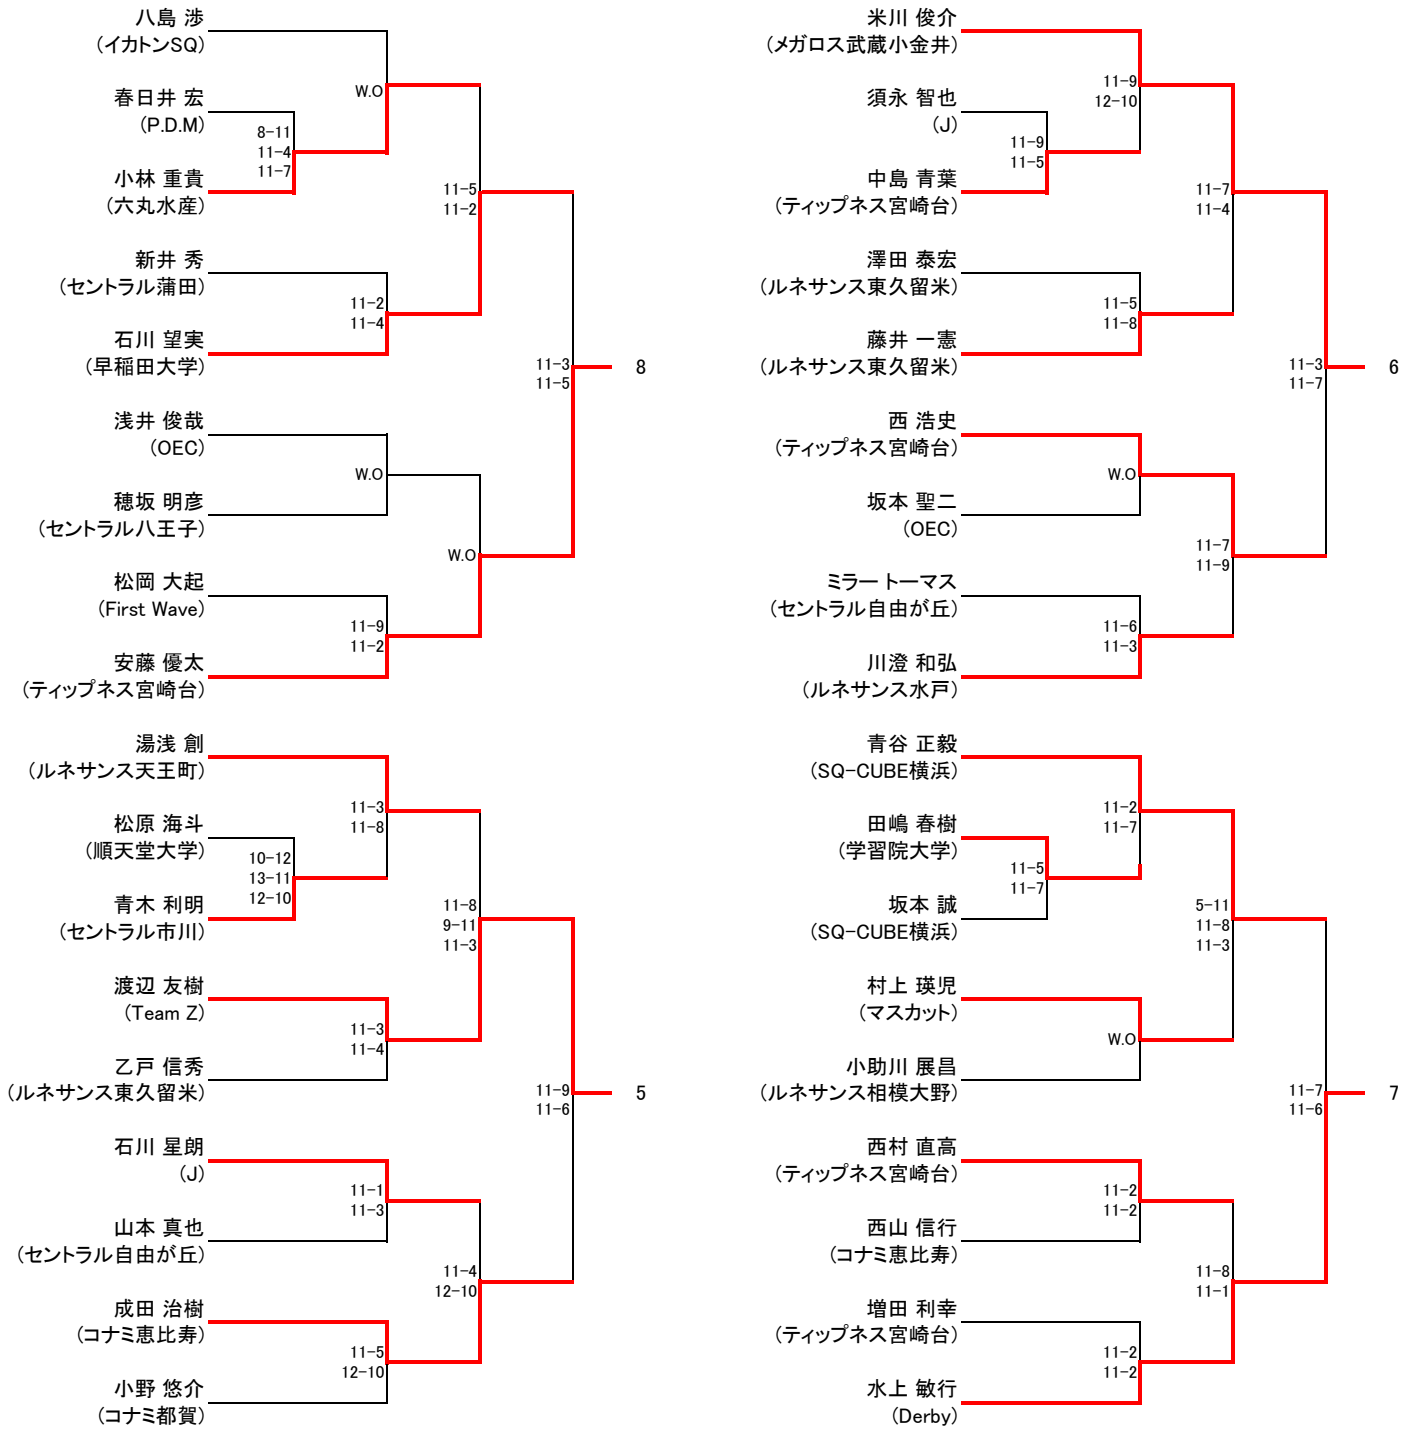 八島 渉
(イカトンSQ)
W.O
春日井 宏
(P.D.M)
8-11
11-4
11-7
小林 重貴
(六丸水産)
11-5
11-2
新井 秀
(セントラル蒲田)
11-2
11-4
石川 望実
(早稲田大学)
11-3
11-5
8
浅井 俊哉
(OEC)
W.O
穂坂 明彦
(セントラル八王子)
W.O
松岡 大起
(First Wave)
11-9
11-2
安藤 優太
(ティップネス宮崎台)
湯浅 創
(ルネサンス天王町)
11-3
11-8
松原 海斗
(順天堂大学)
10-12
13-11
12-10
青木 利明
(セントラル市川)
11-8
9-11
11-3
渡辺 友樹
(Team Z)
11-3
11-4
乙戸 信秀
(ルネサンス東久留米)
11-9
11-6
5
石川 星朗
(J)
11-1
11-3
山本 真也
(セントラル自由が丘)
11-4
12-10
成田 治樹
(コナミ恵比寿)
11-5
12-10
小野 悠介
(コナミ都賀)
米川 俊介
(メガロス武蔵小金井)
11-9
12-10
須永 智也
(J)
11-9
11-5
中島 青葉
(ティップネス宮崎台)
11-7
11-4
澤田 泰宏
(ルネサンス東久留米)
11-5
11-8
藤井 一憲
(ルネサンス東久留米)
11-3
11-7
6
西 浩史
(ティップネス宮崎台)
W.O
坂本 聖二
(OEC)
11-7
11-9
ミラー トーマス
(セントラル自由が丘)
11-6
11-3
川澄 和弘
(ルネサンス水戸)
青谷 正毅
(SQ-CUBE横浜)
11-2
11-7
田嶋 春樹
(学習院大学)
11-5
11-7
坂本 誠
(SQ-CUBE横浜)
5-11
11-8
11-3
村上 瑛児
(マスカット)
W.O
小助川 展昌
(ルネサンス相模大野)
11-7
11-6
7
西村 直高
(ティップネス宮崎台)
11-2
11-2
西山 信行
(コナミ恵比寿)
11-8
11-1
増田 利幸
(ティップネス宮崎台)
11-2
11-2
水上 敏行
(Derby)